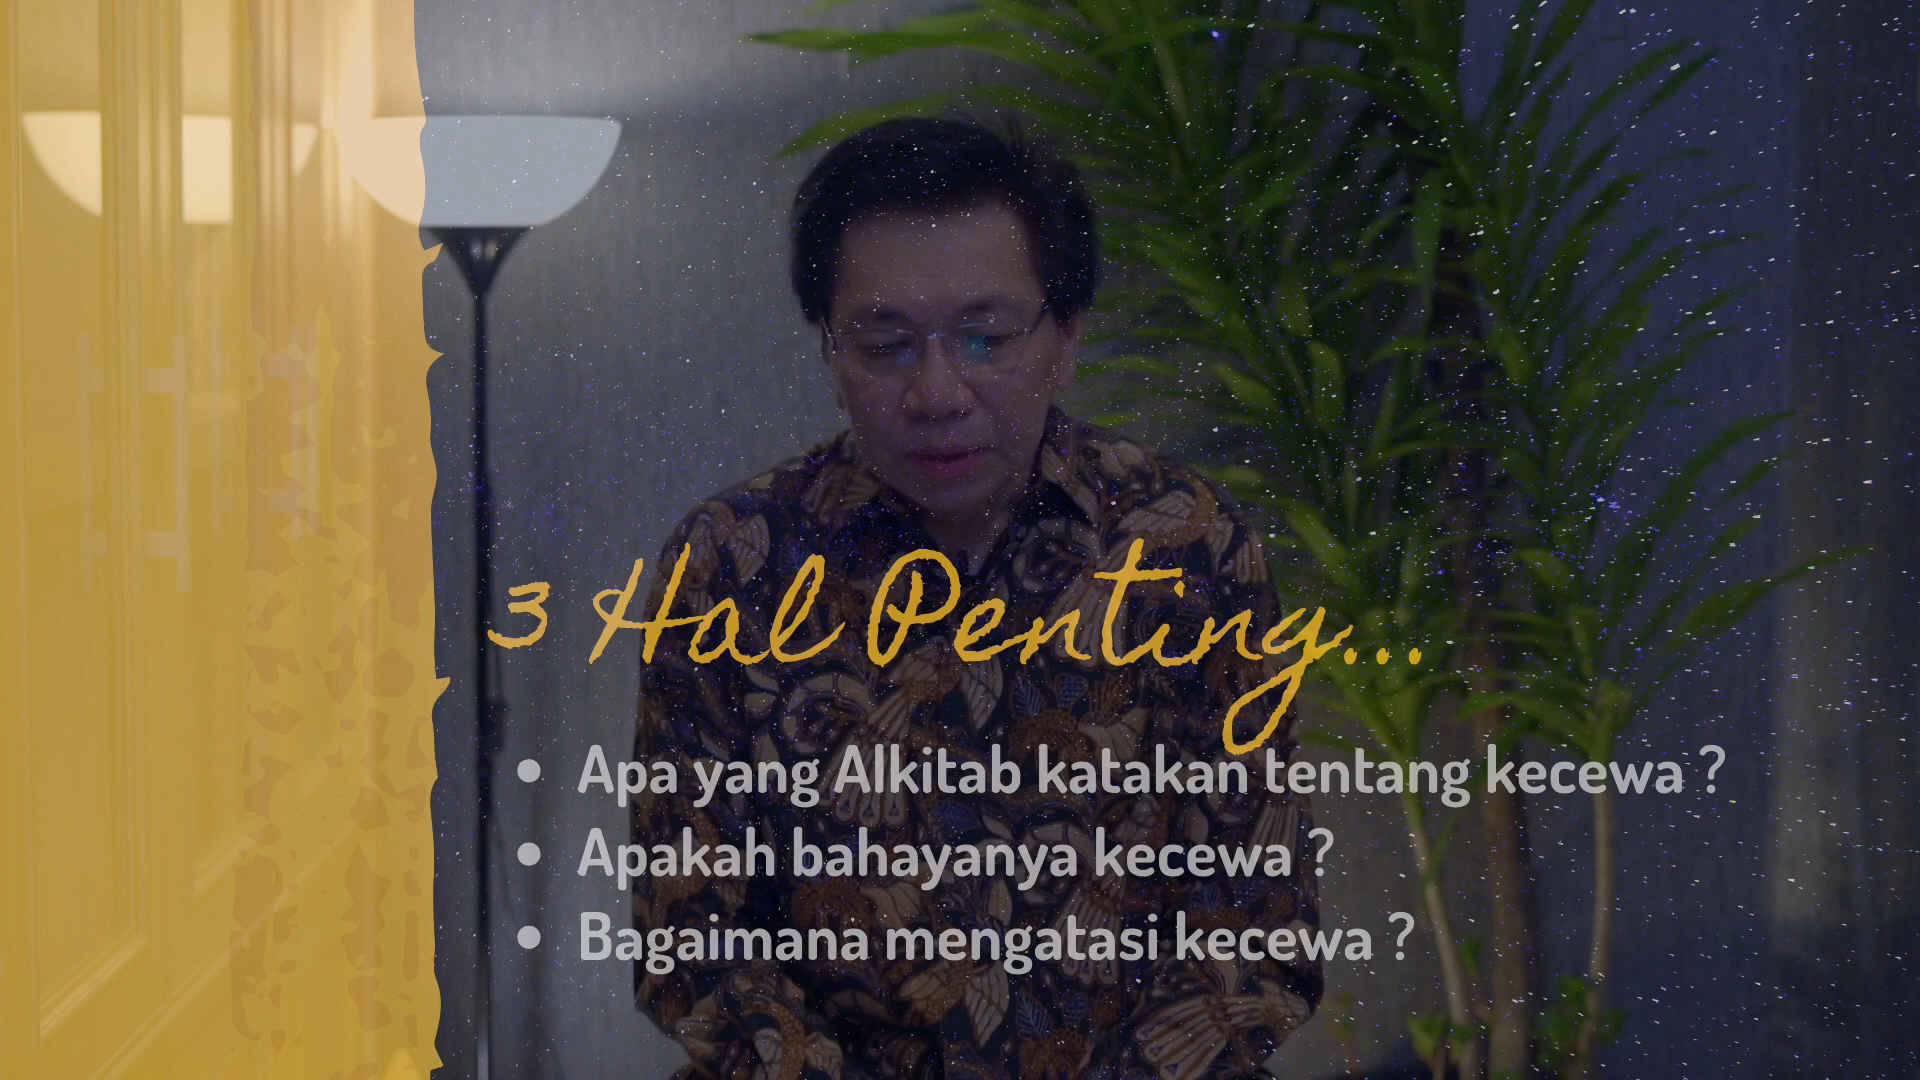 3 Hal Penting...
• Apa yang Alkitab katakan tentang kecewa ?
• Apakah bahayanya kecewa ?
• Bagaimana mengatasi kecewa ?